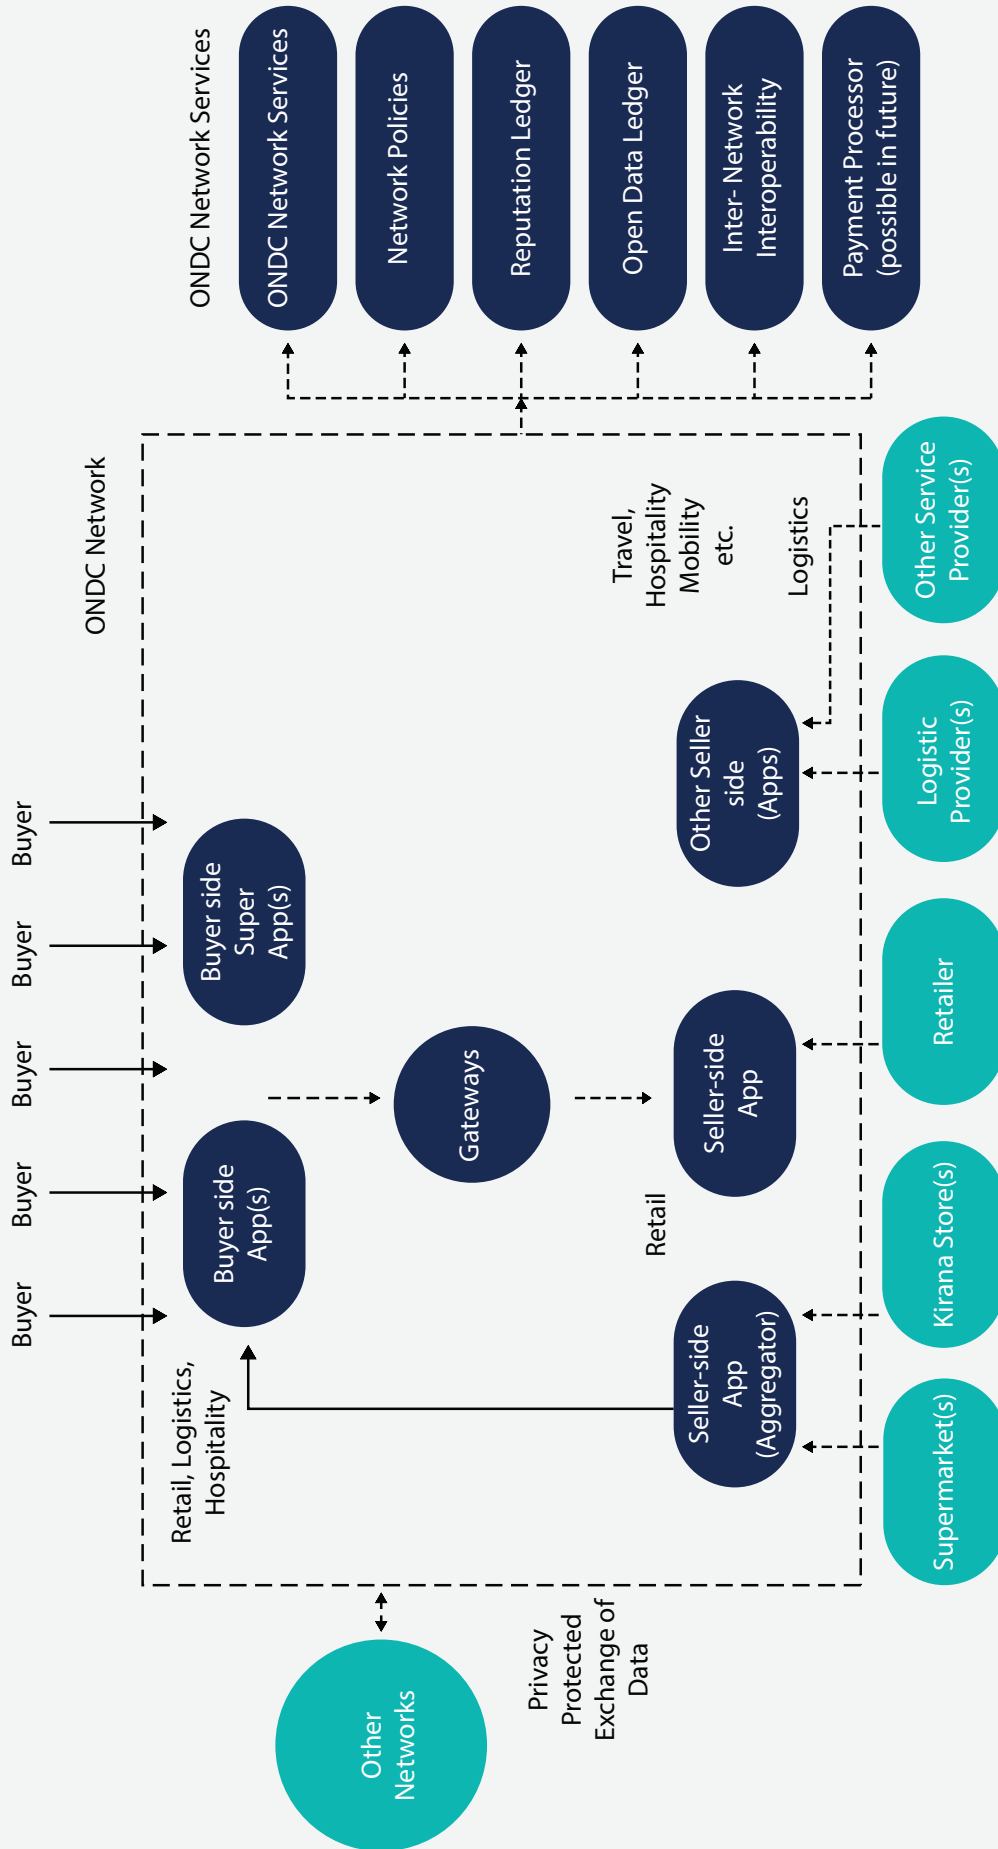 Buyer
Buyer
Buyer
Buyer
Buyer
ONDC Network
ONDC Network Services
Retail, Logistics,
Hospitality
Buyer side
App(s)
Buyer side
Super
App(s)
ONDC Network Services
Network Policies
Reputation Ledger
Open Data Ledger
Inter- Network
Interoperability
Payment Processor
(possible in future)
Other
Networks
Privacy
Protected
Exchange of
Data
Gateways
Retail
Travel,
Hospitality
Mobility
etc.
Logistics
Seller-side
App
(Aggregator)
Seller-side
App
Other Seller
side
(Apps)
Supermarket(s)
Kirana Store(s)
Retailer
Logistic
Provider(s)
Other Service
Provider(s)